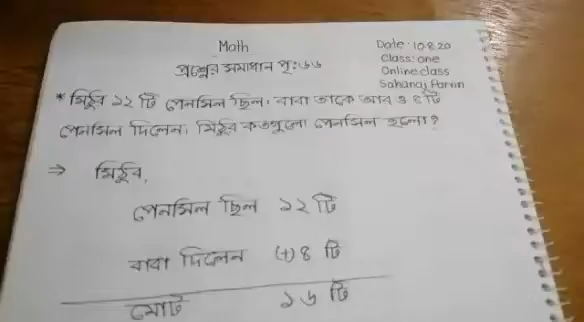 Math
Date: 10.8.20
প্রশ্নের সমাধান পৃ:৬৬
Class: one
Online class
Sahanaj Parvin
* মিঠুর ১২ টি পেনসিল ছিল। বাবা তাকে আর ও ৪টি
পেনসিল দিলেন। মিঠুর কতগুলো পেনসিল হলো?
⇒ মিঠুর,
পেনসিল ছিল ১২ টি
বাবা দিলেন (+) ৪ টি
মোট ১৬ টি